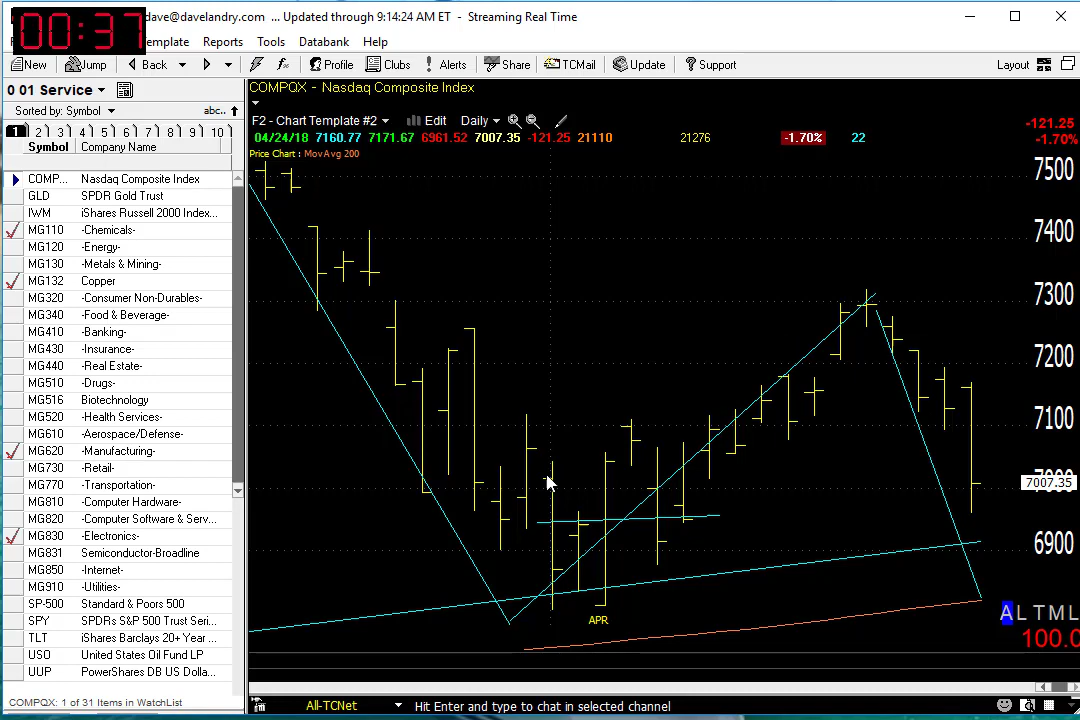 00:37
dave@davelandry.com ... Updated through 9:14:24 AM ET - Streaming Real Time
emplate Reports Tools Databank Help
New Jump Back Profile Clubs Alerts Share TCMail Update Support Layout
0 01 Service
Sorted by: Symbol abc..
1 2 3 4 5 6 7 8 9 10
Symbol Company Name
COMP... Nasdaq Composite Index
GLD SPDR Gold Trust
IWM iShares Russell 2000 Index...
MG110 -Chemicals-
MG120 -Energy-
MG130 -Metals & Mining-
MG132 Copper
MG320 -Consumer Non-Durables-
MG340 -Food & Beverage-
MG410 -Banking-
MG430 -Insurance-
MG440 -Real Estate-
MG510 -Drugs-
MG516 Biotechnology
MG520 -Health Services-
MG610 -Aerospace/Defense-
MG620 -Manufacturing-
MG730 -Retail-
MG770 -Transportation-
MG810 -Computer Hardware-
MG820 -Computer Software & Serv...
MG830 -Electronics-
MG831 Semiconductor-Broadline
MG850 -Internet-
MG910 -Utilities-
SP-500 Standard & Poors 500
SPY SPDRs S&P 500 Trust Seri...
TLT iShares Barclays 20+ Year ...
USO United States Oil Fund LP
UUP PowerShares DB US Dolla...
COMPQX: 1 of 31 Items in WatchList
COMPQX - Nasdaq Composite Index
F2 - Chart Template #2 Edit Daily
04/24/18 7160.77 7171.67 6961.52 7007.35 -121.25 21110 21276 -1.70% 22
-121.25
-1.70%
Price Chart : MovAvg 200
7500
7400
7300
7200
7100
7007.35
6900
APR
A L T M L
100.0
All-TCNet Hit Enter and type to chat in selected channel